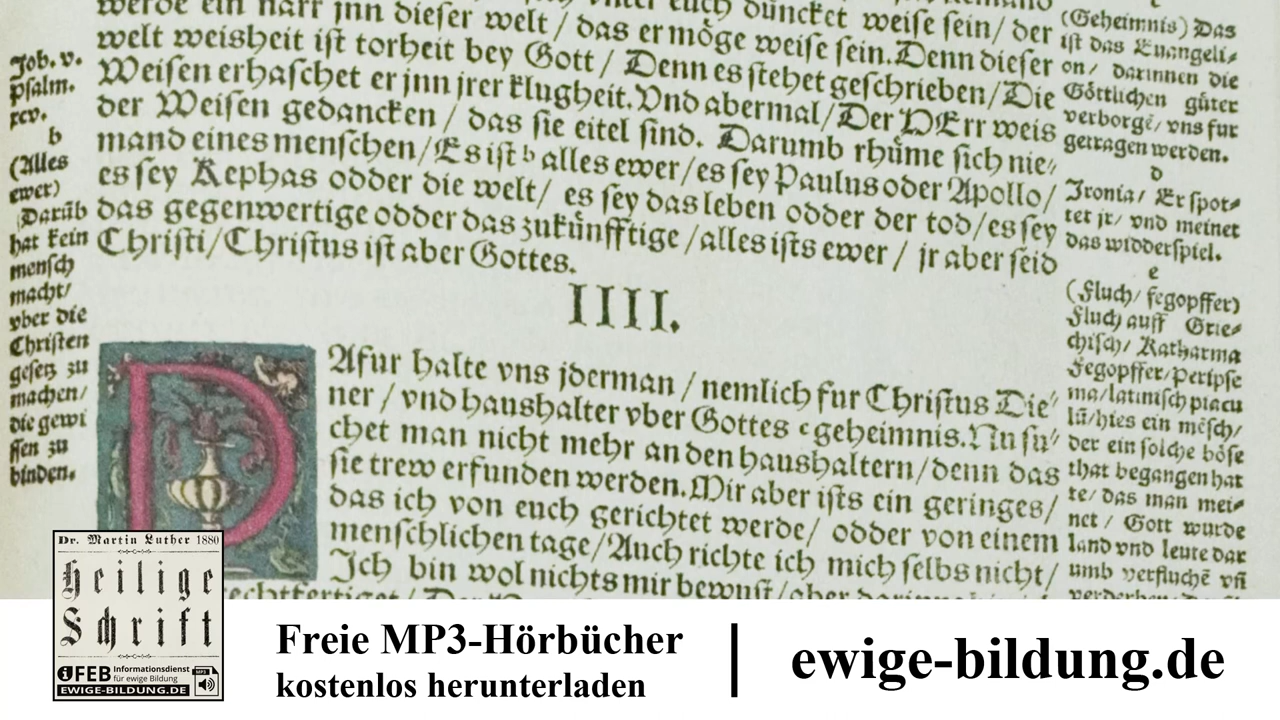 werde ein narr jnn dieser welt / das er möge weise sein. Denn dieser
welt weisheit ist torheit bey Gott / Denn es stehet geschrieben / Die
Weisen erhaschet er jnn jrer klugheit. Vnd abermal / Der HErr weis
der Weisen gedancken / das sie eitel sind. Darumb rhüme sich nie⸗
mand eines menschen / Es ist b alles ewer / es sey Paulus oder Apollo /
es sey Kephas odder die welt / es sey das leben odder der tod / es sey
das gegenwertige odder das zukünfftige / alles ists ewer / jr aber seid
Christi / Christus ist aber Gottes.
IIII.
DAfur halte vns jderman / nemlich fur Christus Die⸗
ner / vnd haushalter vber Gottes c geheimnis. Nu su⸗
chet man nicht mehr an den haushaltern / denn das
sie trew erfunden werden. Mir aber ists ein geringes /
das ich von euch gerichtet werde / odder von einem
menschlichen tage / Auch richte ich mich selbs nicht /
Ich bin wol nichts mir bewust / aber
rechtfertiget / Der
Job. v.
psalm.
xcv.
b
(Alles
ewer)
Darüb
hat kein
mensch
macht /
vber die
Christen
gesetz zu
machen /
die gewi
ssen zu
binden.
(Geheimnis) Das
ist das Euangeli⸗
on / darinnen die
Göttlichen güter
verborgē / vns fur
getragen werden.
d
Ironia / Er spot⸗
tet jr / vnd meinet
das widderspiel.
e
(Fluch / fegopffer)
Fluch auff Grie⸗
chisch / Katharma
Fegopffer / Peripse
ma / latinisch piacu
lū / hies ein mēsch /
der ein solche böse
that begangen hat
te / das man mei⸗
net / Gott wurde
land vnd leute dar
umb verfluchē vñ
Dr. Martin Luther 1880
Heilige
Schrift
iFEB Informationsdienst
für ewige Bildung
MP3
EWIGE-BILDUNG.DE
Freie MP3-Hörbücher
kostenlos herunterladen
ewige-bildung.de